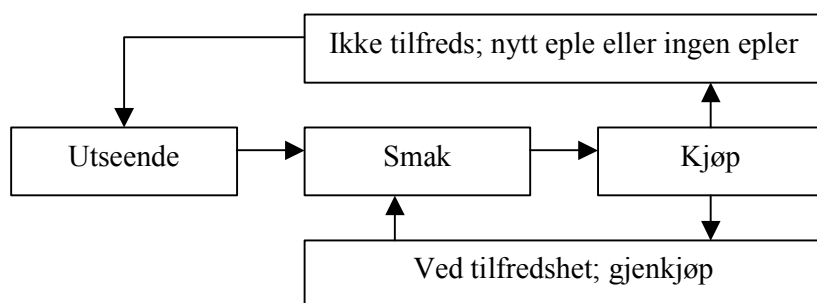 Ikke tilfreds; nytt eple eller ingen epler
Utseende
Smak
Kjøp
Ved tilfredshet; gjenkjøp